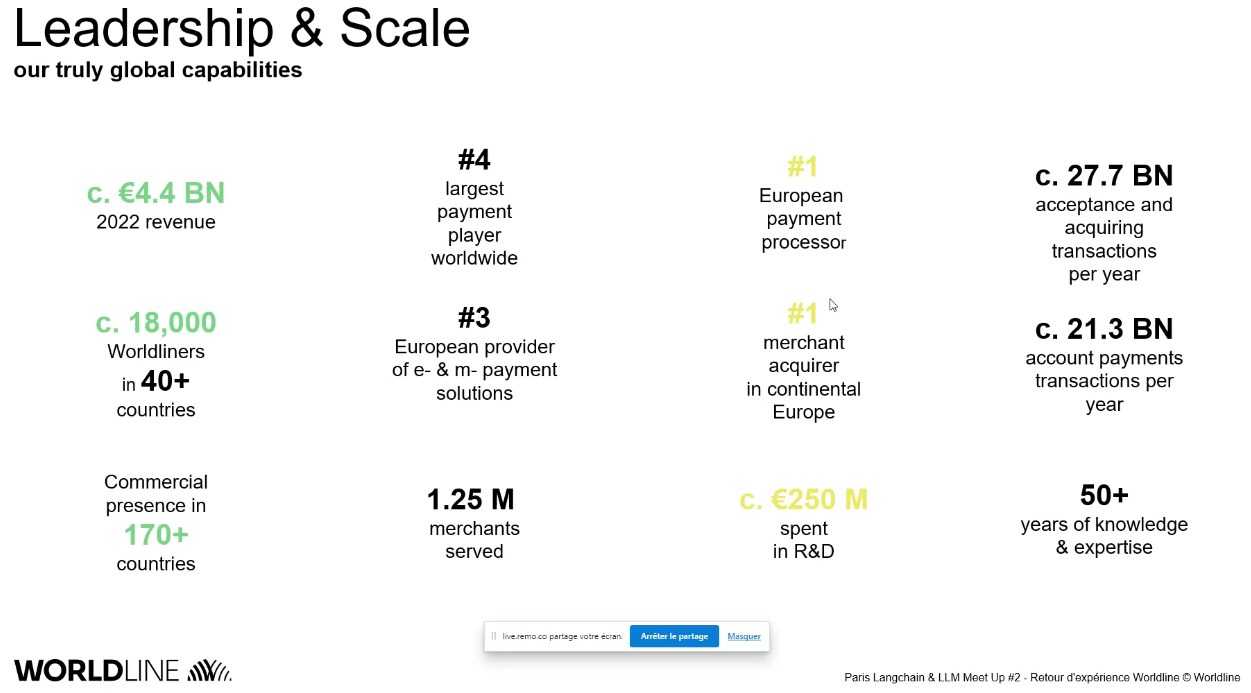 Leadership & Scale
our truly global capabilities
c. €4.4 BN
2022 revenue
#4
largest
payment
player
worldwide
#1
European
payment
processor
c. 27.7 BN
acceptance and
acquiring
transactions
per year
c. 18,000
Worldliners
in 40+
countries
#3
European provider
of e- & m- payment
solutions
#1
merchant
acquirer
in continental
Europe
c. 21.3 BN
account payments
transactions per
year
Commercial
presence in
170+
countries
1.25 M
merchants
served
c. €250 M
spent
in R&D
50+
years of knowledge
& expertise
live.remo.co partage votre écran. Arrêter le partage Masquer
WORLDLINE
Paris Langchain & LLM Meet Up #2 - Retour d'expérience Worldline © Worldline